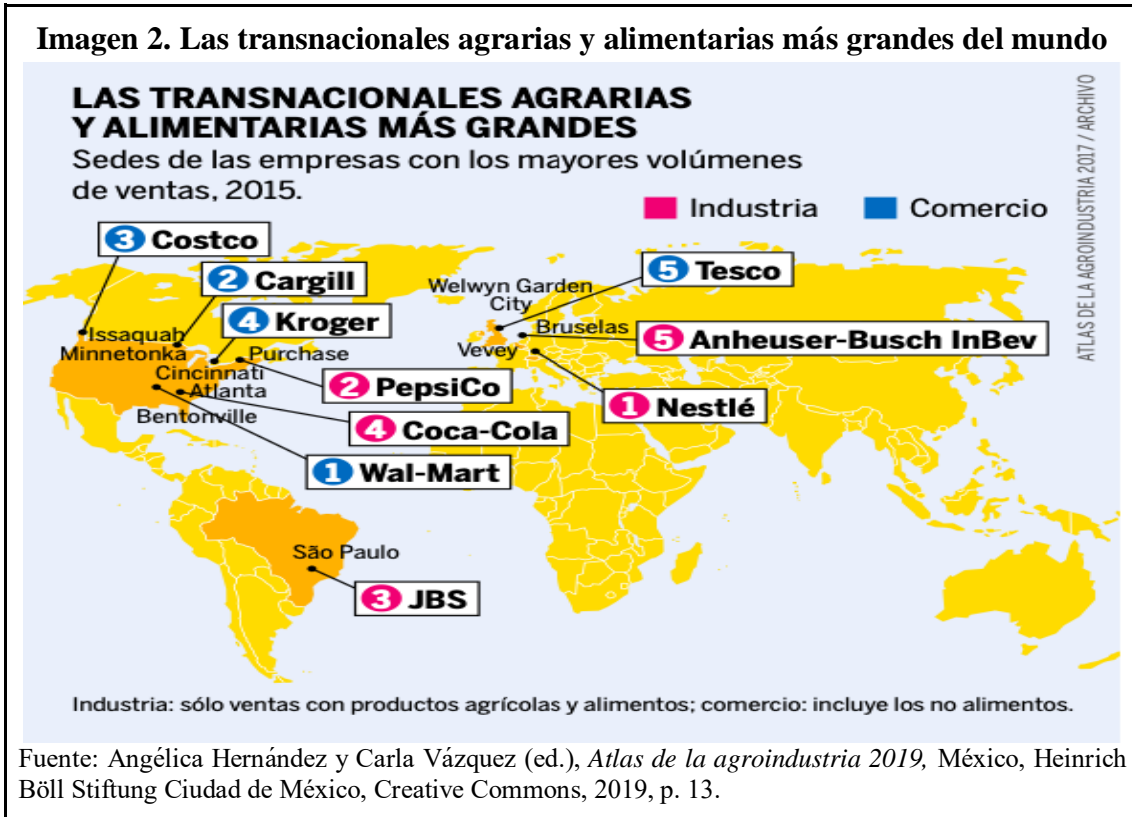 Imagen 2. Las transnacionales agrarias y alimentarias más grandes del mundo
LAS TRANSNACIONALES AGRARIAS
Y ALIMENTARIAS MÁS GRANDES
Sedes de las empresas con los mayores volúmenes
de ventas, 2015.
Industria
Comercio
ATLAS DE LA AGROINDUSTRIA 2017 / ARCHIVO
3 Costco
2 Cargill
4 Kroger
5 Tesco
Welwyn Garden
City
Issaquah
Minnetonka
Bruselas
5 Anheuser-Busch InBev
Purchase
Vevey
Cincinnati
2 PepsiCo
Atlanta
1 Nestlé
Bentonville
4 Coca-Cola
1 Wal-Mart
São Paulo
3 JBS
Industria: sólo ventas con productos agrícolas y alimentos; comercio: incluye los no alimentos.
Fuente: Angélica Hernández y Carla Vázquez (ed.), Atlas de la agroindustria 2019, México, Heinrich
Böll Stiftung Ciudad de México, Creative Commons, 2019, p. 13.